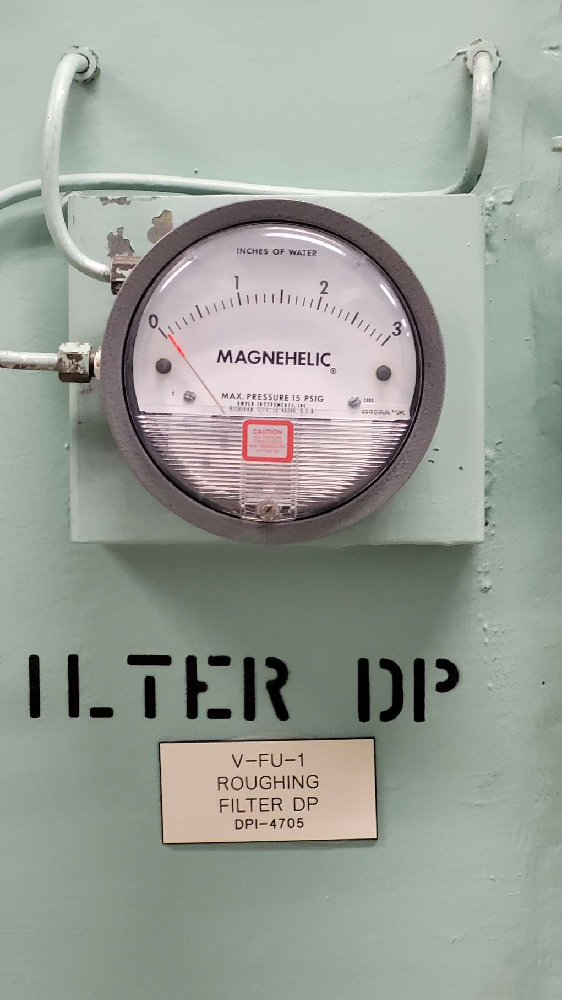 INCHES OF WATER
0 1 2 3
MAGNEHELIC®
MAX. PRESSURE 15 PSIG
C
DWYER INSTRUMENTS, INC.
2003
CAUTION
ILTER DP
V-FU-1
ROUGHING
FILTER DP
DPI-4705